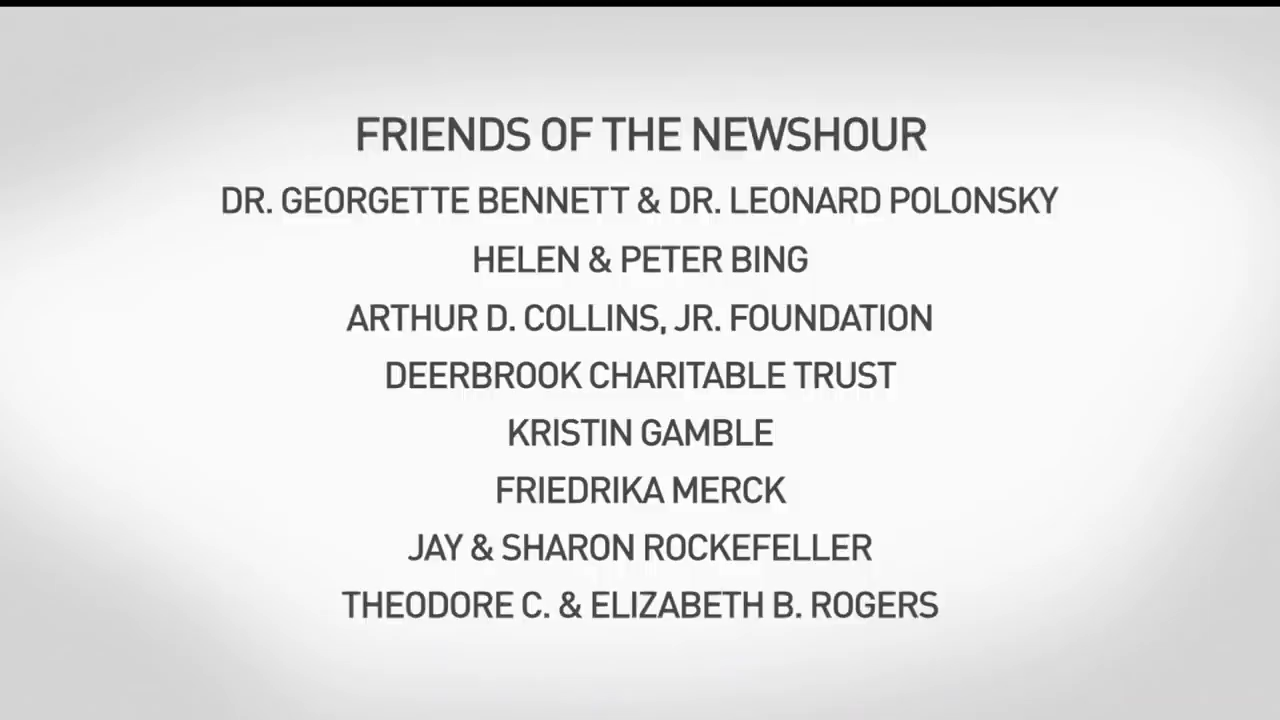 FRIENDS OF THE NEWSHOUR
DR. GEORGETTE BENNETT & DR. LEONARD POLONSKY
HELEN & PETER BING
ARTHUR D. COLLINS, JR. FOUNDATION
DEERBROOK CHARITABLE TRUST
KRISTIN GAMBLE
FRIEDRIKA MERCK
JAY & SHARON ROCKEFELLER
THEODORE C. & ELIZABETH B. ROGERS